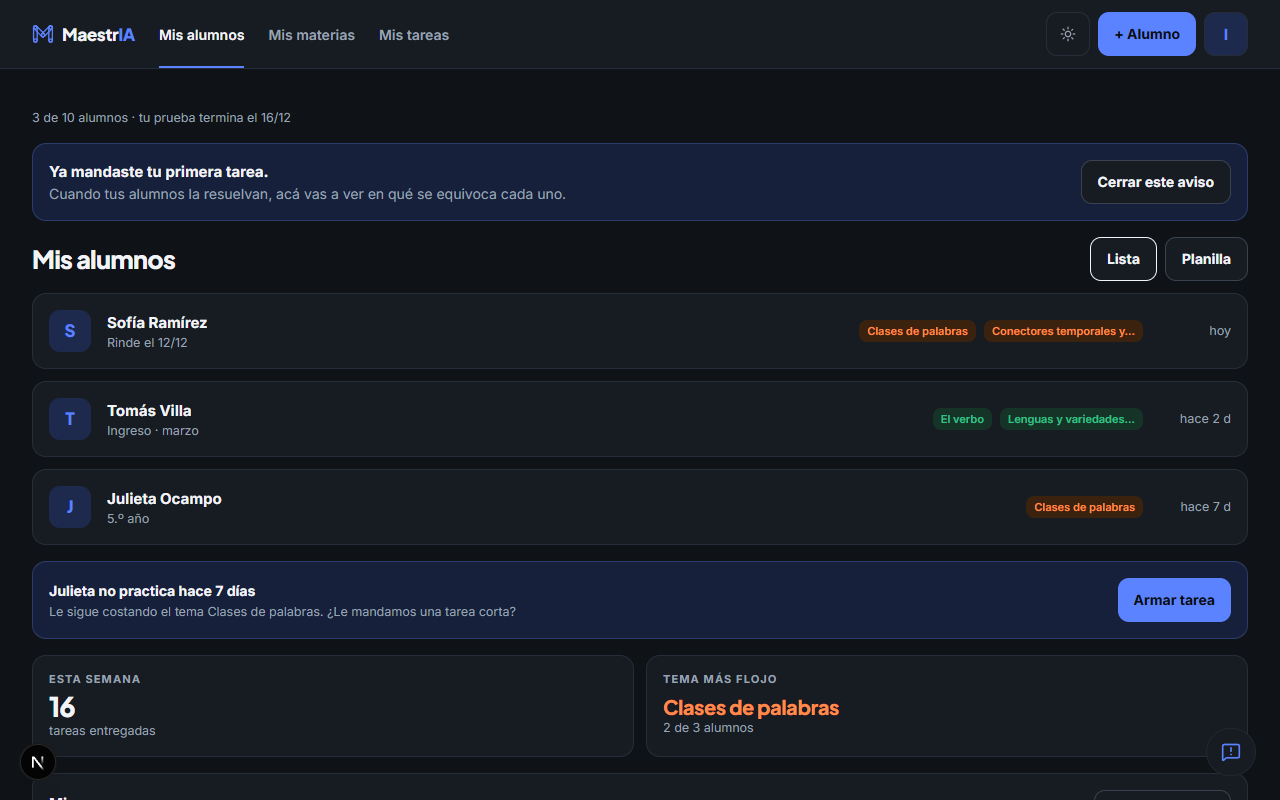 MaestrIA
Mis alumnos
Mis materias
Mis tareas
+ Alumno
I
3 de 10 alumnos · tu prueba termina el 16/12
Ya mandaste tu primera tarea.
Cuando tus alumnos la resuelvan, acá vas a ver en qué se equivoca cada uno.
Cerrar este aviso
Mis alumnos
Lista
Planilla
S
Sofía Ramírez
Rinde el 12/12
Clases de palabras
Conectores temporales y...
hoy
T
Tomás Villa
Ingreso · marzo
El verbo
Lenguas y variedades...
hace 2 d
J
Julieta Ocampo
5.º año
Clases de palabras
hace 7 d
Julieta no practica hace 7 días
Le sigue costando el tema Clases de palabras. ¿Le mandamos una tarea corta?
Armar tarea
ESTA SEMANA
16
tareas entregadas
TEMA MÁS FLOJO
Clases de palabras
2 de 3 alumnos
N